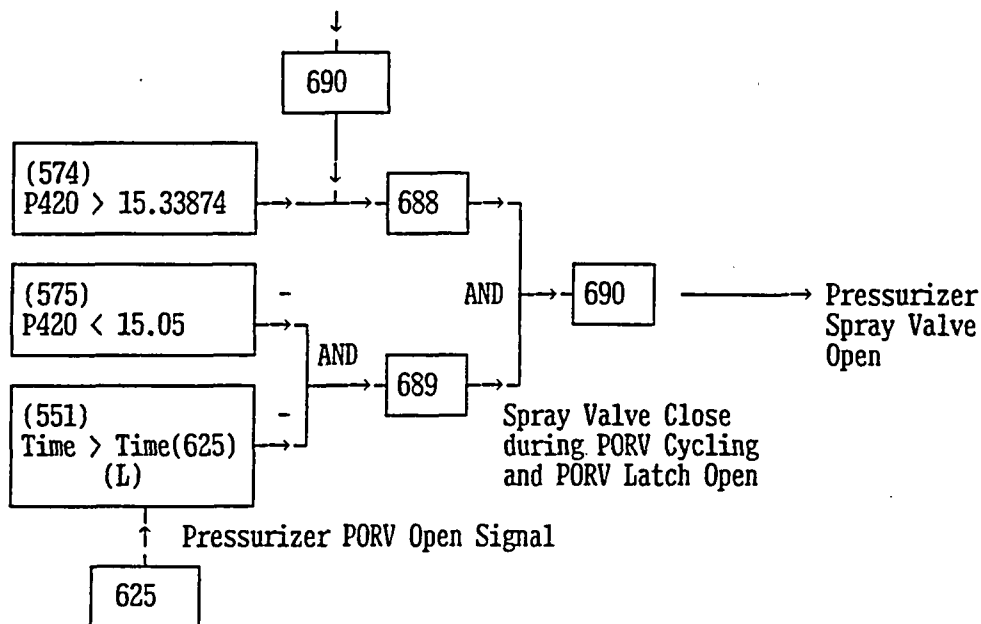 690
(574)
P420 > 15.33874
688
(575)
P420 < 15.05
-
AND
690
Pressurizer
Spray Valve
Open
AND
689
(551)
Time > Time(625)
(L)
-
Spray Valve Close
during PORV Cycling
and PORV Latch Open
Pressurizer PORV Open Signal
625